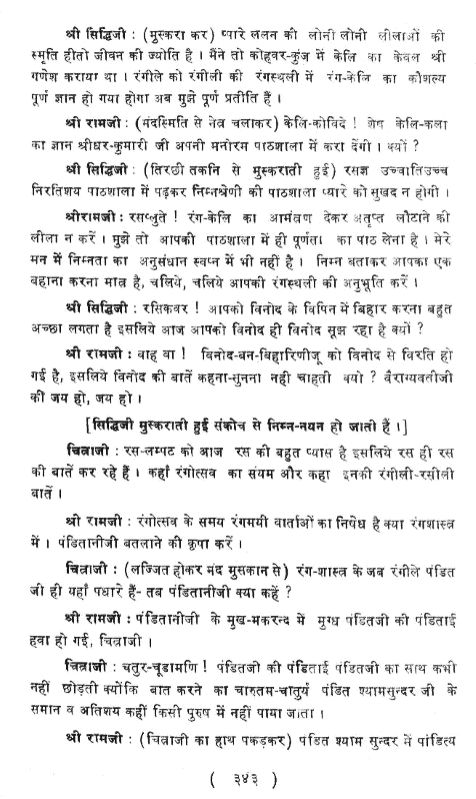 श्री सिद्धिजी : (मुस्करा कर) प्यारे ललन की लोनी लोनी लीलाओं की
स्मृति हीतो जीवन की ज्योति है । मैंने तो कोहवर-कुंज में केलि का केवल श्री
गणेश कराया था । रंगीले को रंगीली की रंगस्थली में रंग-केलि का कौशल्य
पूर्ण ज्ञान हो गया होगा अब गुझे पूर्ण प्रतीति हैं ।
श्री रामजी : (मंदस्मिति से नेत्र चलाकर) केलि-कोविदे ! शेष केलि-कला
का ज्ञान श्रीधर-कुमारी जी अपनी मनोरम पाठशाला में करा देंगी । क्यों ?
श्री सिद्धिजी : (तिरछी तकनि से मुस्कराती हुई) रसज्ञ उच्चातिउच्च
निरतिशय पाठशाला में पढ़कर निम्नश्रेणी की पाठशाला प्यारे को सुखद न होगी ।
श्रीरामजी : रसप्लुते ! रंग-केलि का आमंत्रण देकर अतृप्त लौटाने की
लीला न करें । मुझे तो आपकी पाठशाला में ही पूर्णता का पाठ लेना है । मेरे
मन में निम्नता का अनुसंधान स्वप्न में भी नहीं है । निम्न बताकर आपका एक
बहाना करना मात्र है, चलिये, चलिये आपकी रंगस्थली की अनुभूति करें ।
श्री सिद्धिजी : रसिकवर ! आपको विनोद के विपिन में बिहार करना बहुत
अच्छा लगता है इसलिये आज आपको विनोद ही विनोद सूझ रहा है क्यों ?
श्री रामजी : वाह वा ! विनोद-बन-बिहारिणीजू को विनोद से विरति हो
गई है, इसलिये विनोद की बातें कहना-सुनना नही चाहती क्यो ? वैराग्यवतीजी
की जय हो, जय हो ।
[सिद्धिजी मुस्कराती हुई संकोच से निम्न-नयन हो जाती हैं ।]
चित्राजी : रस-लम्पट को आज रस की बहुत प्यास है इसलिये रस ही रस
की बातें कर रहे हैं । कहाँ रंगोत्सव का संयम और कहा इनकी रंगीली-रसीली
बातें ।
श्री रामजी : रंगोत्सव के समय रंगमयी वार्ताओं का निषेध है क्या रंगशास्त्र
में । पंडितानीजी बतलाने की कृपा करें ।
चित्राजी : (लज्जित होकर मंद मुसकान से) रंग-शास्त्र के जब रंगीले पंडित
जी ही यहाँ पधारे हैं- तब पंडितानीजी क्या कहें ?
श्री रामजी : पंडितानीजी के मुख-मकरन्द में मुग्ध पंडितजी की पंडिताई
हवा हो गई, चित्राजी ।
चित्राजी : चतुर-चूडामणि ! पंडितजी की पंडिताई पंडितजी का साथ कभी
नहीं छोड़ती क्योंकि बात करने का चारुतम-चातुर्य पंडित श्यामसुन्दर जी के
समान व अतिशय कहीं किसी पुरुष में नहीं पाया जाता ।
श्री रामजी : (चित्राजी का हाथ पकड़कर) पंडित श्याम सुन्दर में पांडित्य
( ३४३ )